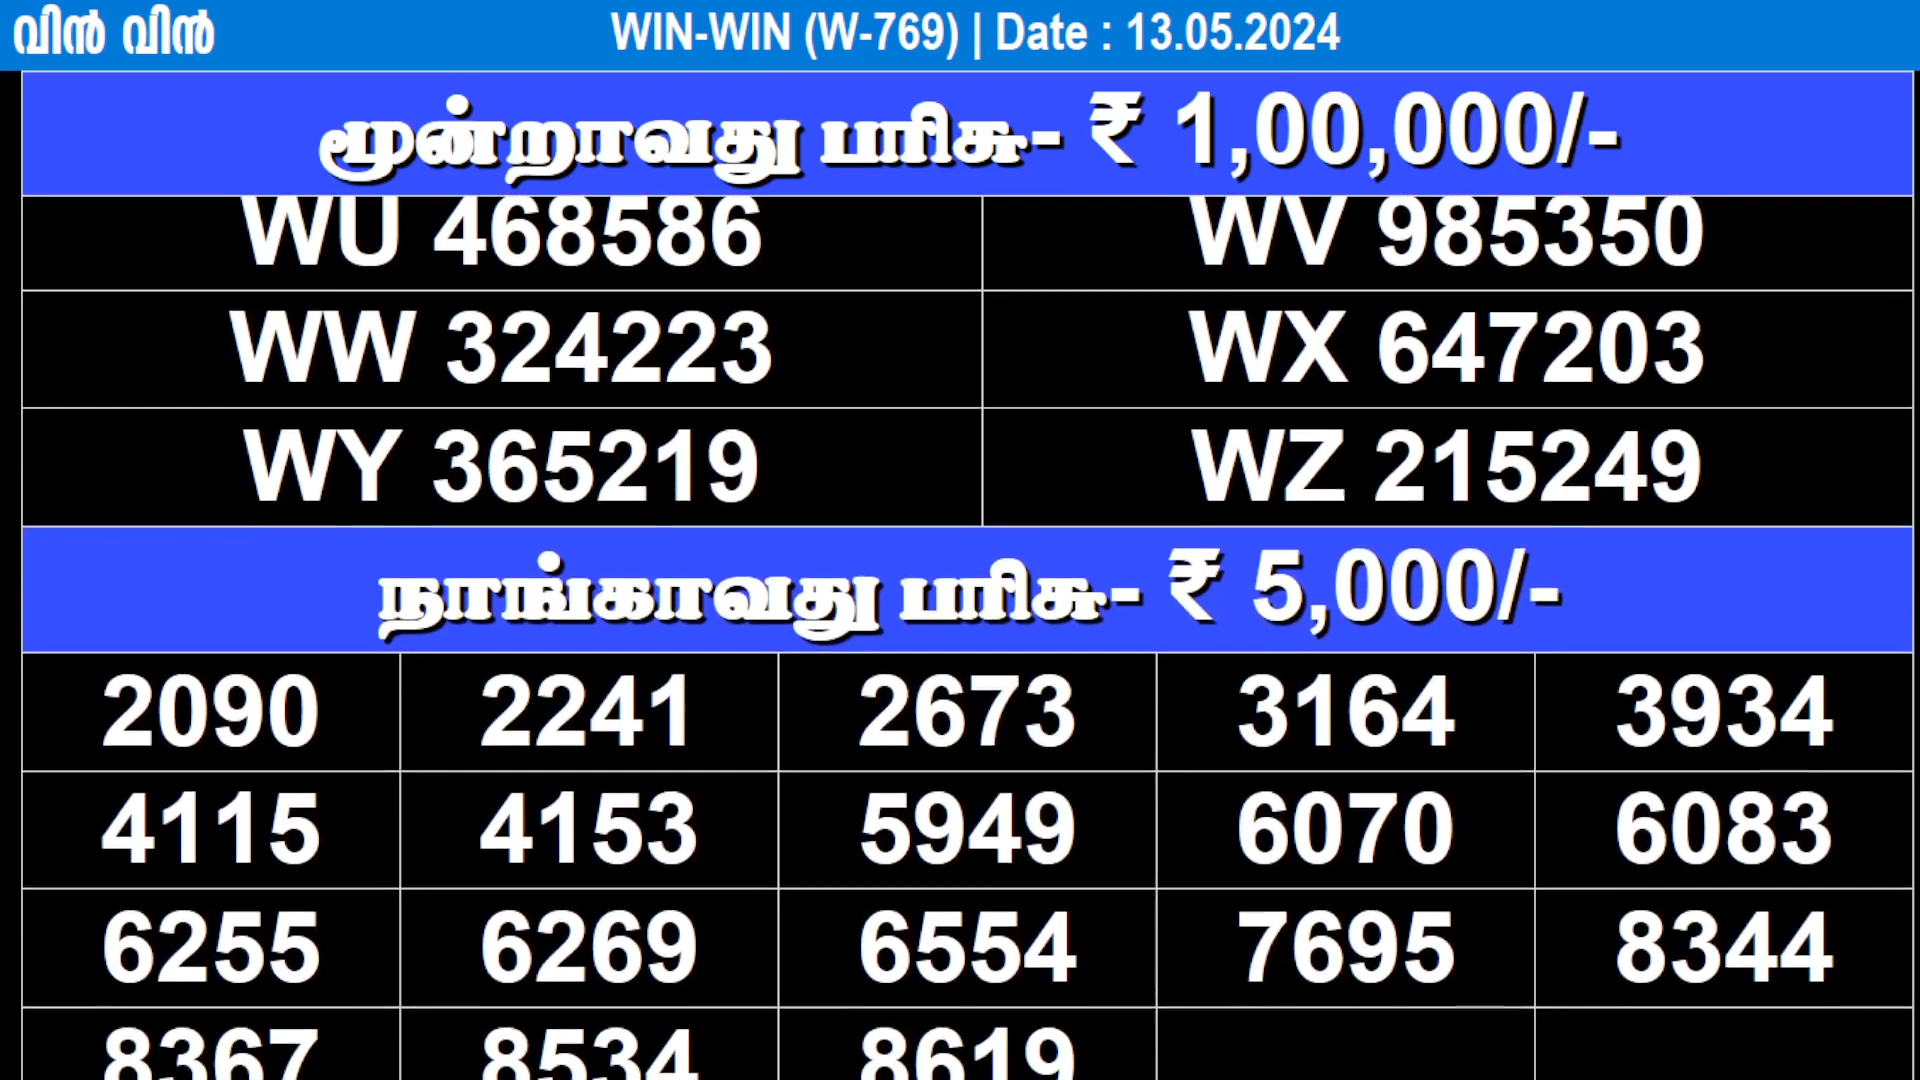 വിൻ വിൻ WIN-WIN (W-769) | Date : 13.05.2024
மூன்றாவது பரிசு- ₹ 1,00,000/-
WU 468586 WV 985350
WW 324223 WX 647203
WY 365219 WZ 215249
நான்காவது பரிசு- ₹ 5,000/-
2090 2241 2673 3164 3934
4115 4153 5949 6070 6083
6255 6269 6554 7695 8344
8367 8534 8619